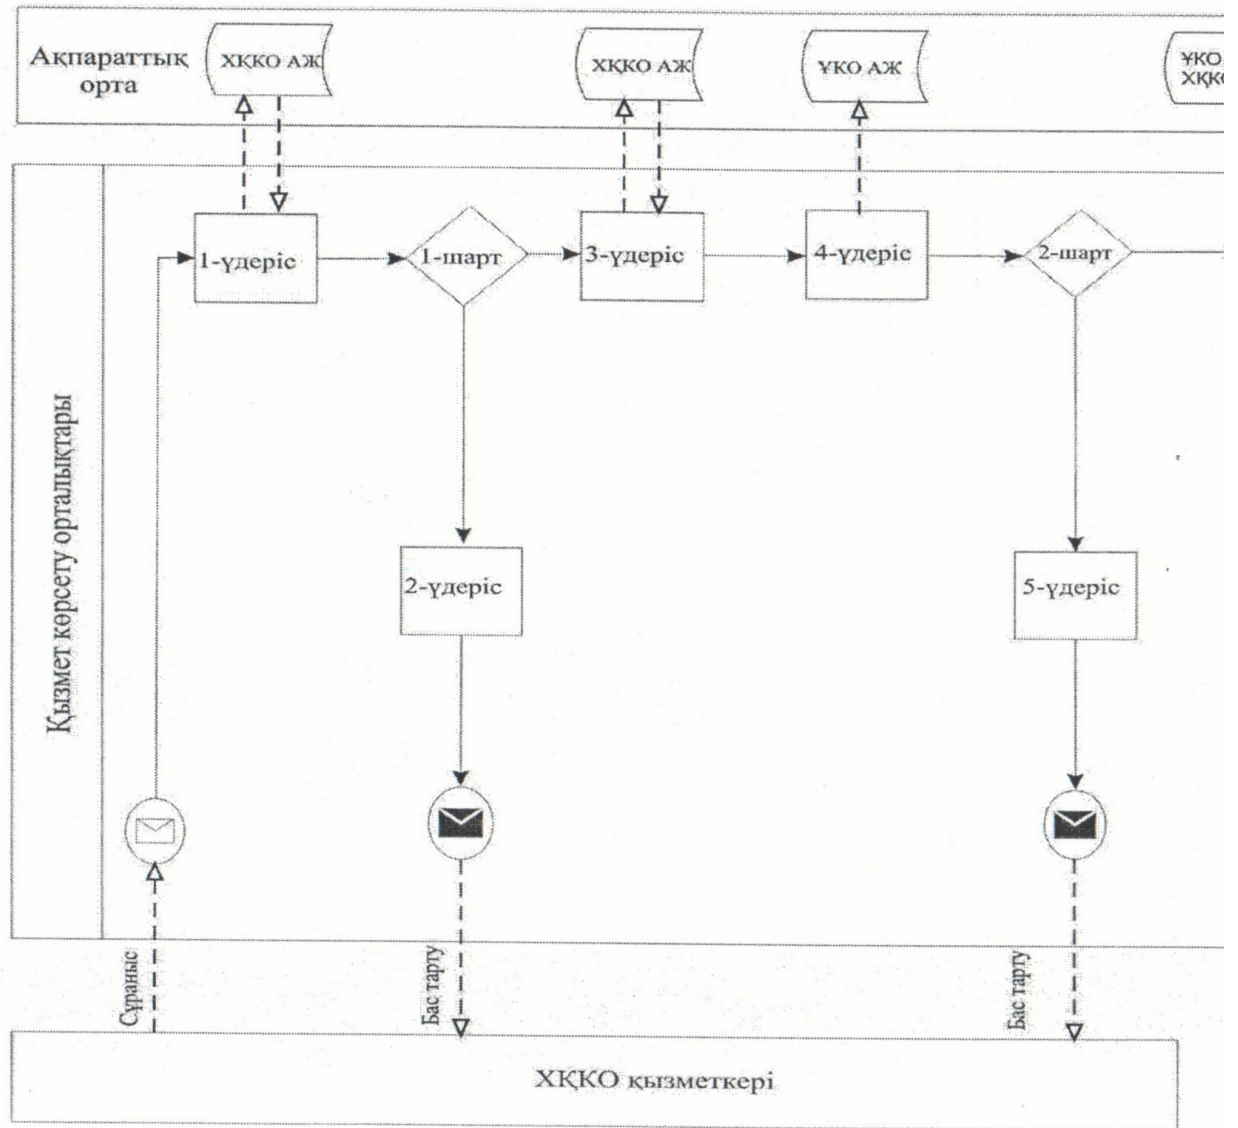 Ақпараттық
орта
ХҚКО АЖ
ХҚКО АЖ
ҰКО АЖ
ҰКО
ХҚКО
1-үдеріс
1-шарт
3-үдеріс
4-үдеріс
2-шарт
Қызмет көрсету орталықтары
2-үдеріс
5-үдеріс
Сұраныс
Бас тарту
Бас тарту
ХҚКО қызметкері